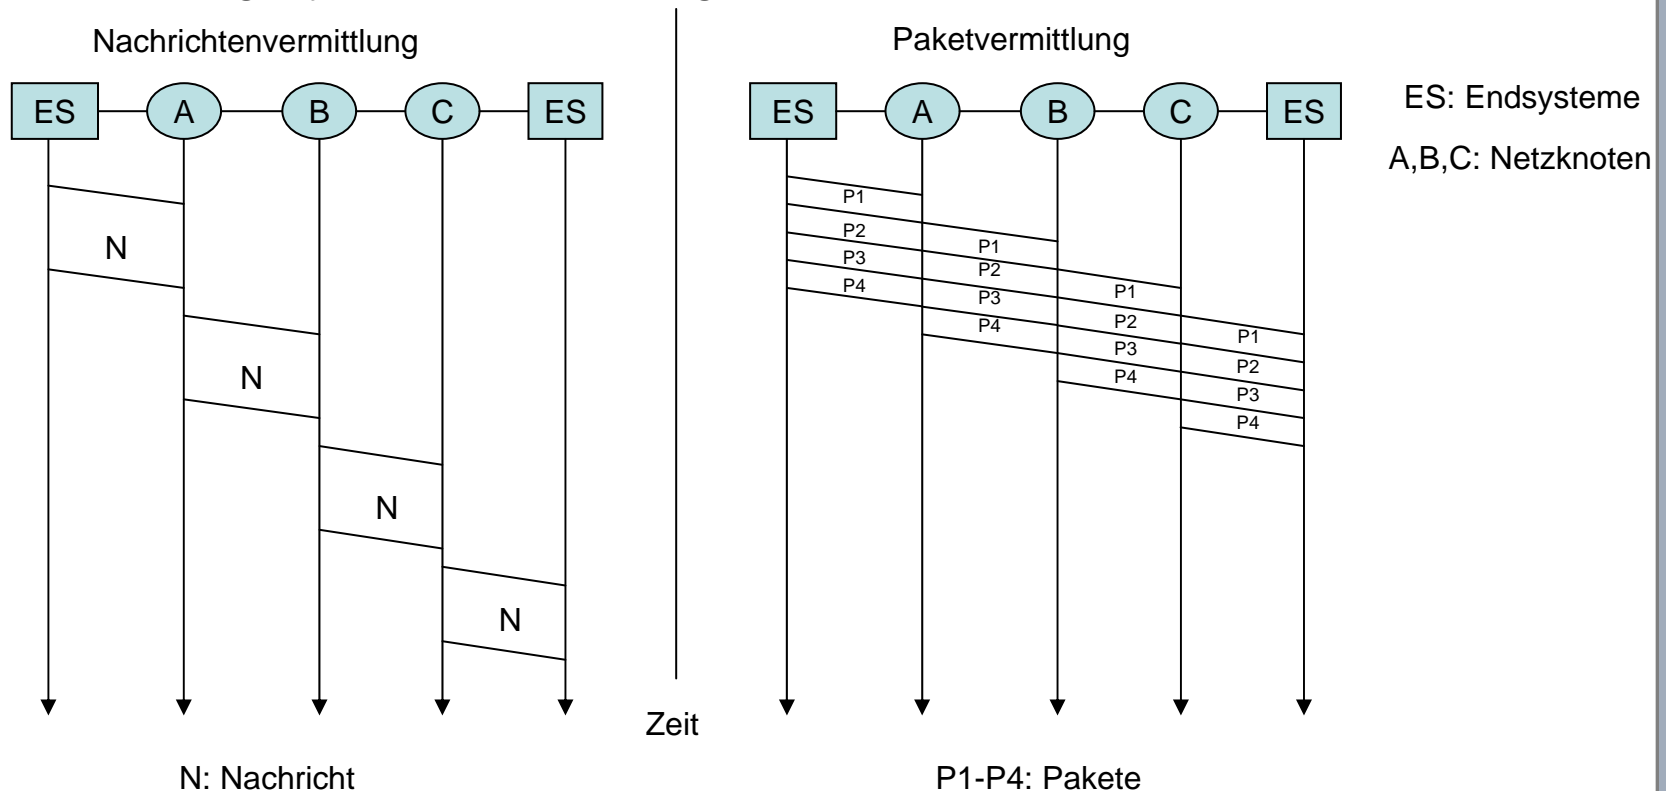 Nachrichtenvermittlung
ES A B C ES
N
N
N
N
N: Nachricht
Zeit
Paketvermittlung
ES A B C ES
P1
P2 P1
P3 P2
P4 P3 P1
P4 P2 P1
P3 P2
P4 P3
P4
P1-P4: Pakete
ES: Endsysteme
A,B,C: Netzknoten